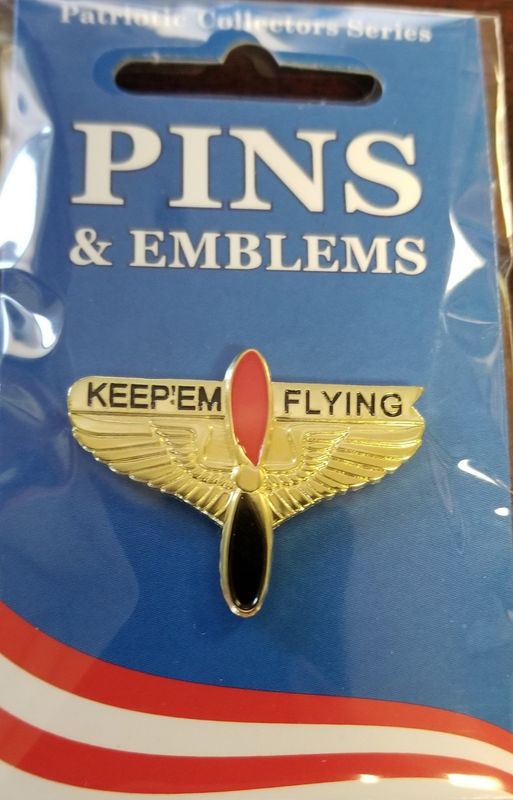 Patriotic Collectors Series
PINS
& EMBLEMS
KEEP'EM FLYING